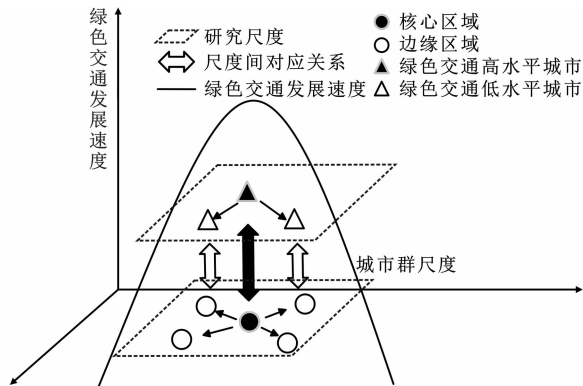 绿色交通发展速度
研究尺度
尺度间对应关系
绿色交通发展速度
核心区域
边缘区域
绿色交通高水平城市
绿色交通低水平城市
城市群尺度